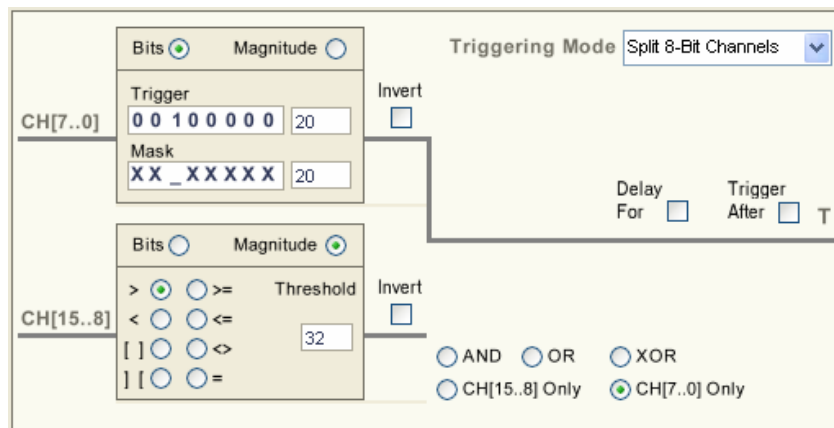 Bits Magnitude
Triggering Mode Split 8-Bit Channels
CH[7..0]
Trigger
0 0 1 0 0 0 0 0 20
Mask
X X _ X X X X X 20
Invert
Delay For
Trigger After
T
Bits Magnitude
CH[15..8]
> >= Threshold
< <= 32
[ ] <>
] [ =
Invert
AND OR XOR
CH[15..8] Only CH[7..0] Only